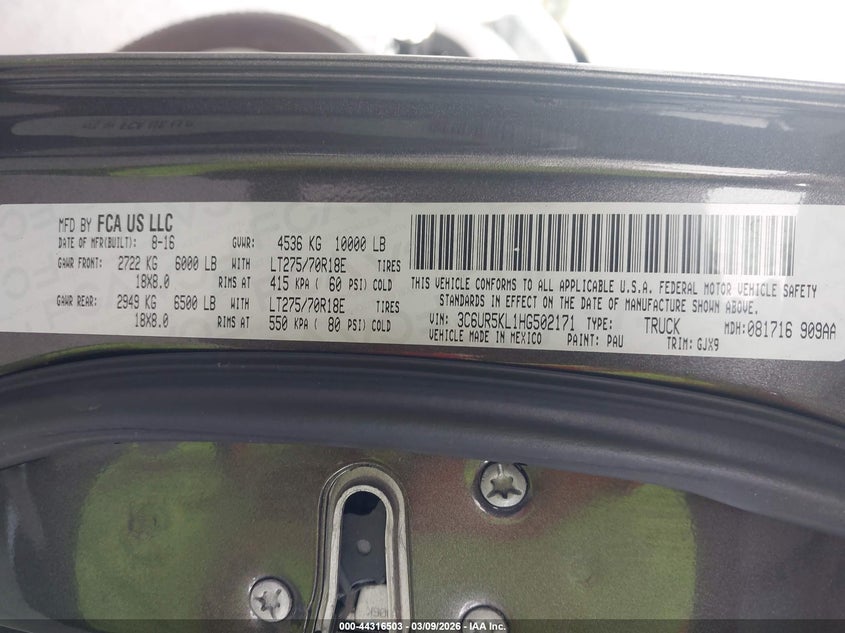 MFD BY FCA US LLC
DATE OF MFR(BUILT): 8-16 GVWR: 4536 KG 10000 LB
GAWR FRONT: 2722 KG 6000 LB WITH LT275/70R18E TIRES
18X8.0 RIMS AT 415 KPA ( 60 PSI) COLD
GAWR REAR: 2949 KG 6500 LB WITH LT275/70R18E TIRES
18X8.0 RIMS AT 550 KPA ( 80 PSI) COLD
THIS VEHICLE CONFORMS TO ALL APPLICABLE U.S.A. FEDERAL MOTOR VEHICLE SAFETY
STANDARDS IN EFFECT ON THE DATE OF MANUFACTURE SHOWN ABOVE.
VIN: 3C6UR5KL1HG502171 TYPE: TRUCK MDH:081716 909AA
VEHICLE MADE IN MEXICO PAINT: PAU TRIM: GJX9
000-44316503 - 03/09/2026 - IAA Inc.